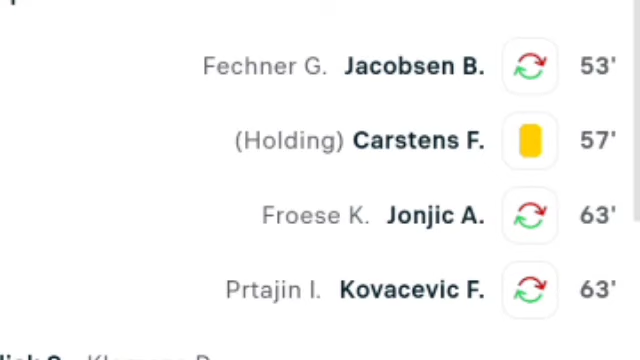 Fechner G. Jacobsen B. 53'
(Holding) Carstens F. 57'
Froese K. Jonjic A. 63'
Prtajin I. Kovacevic F. 63'